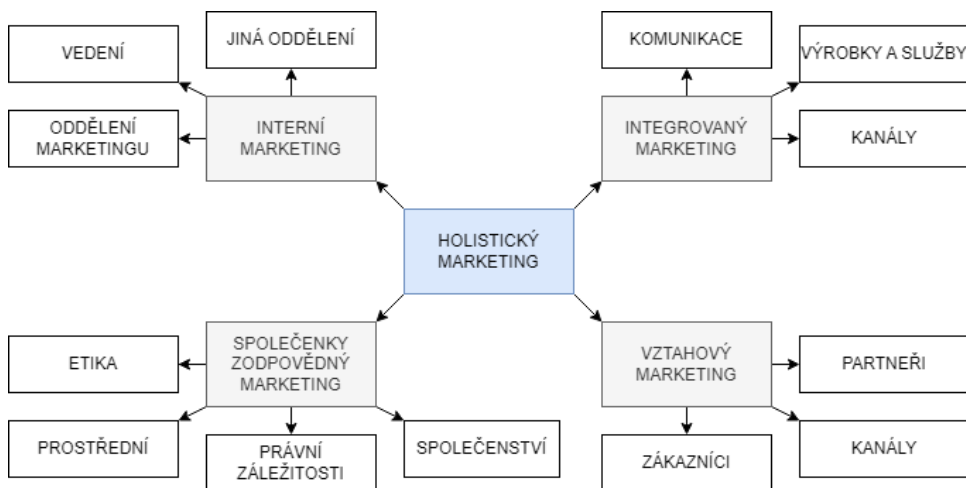 JINÁ ODDĚLENÍ
KOMUNIKACE
VEDENÍ
VÝROBKY A SLUŽBY
ODDĚLENÍ
MARKETINGU
INTERNÍ
MARKETING
INTEGROVANÝ
MARKETING
KANÁLY
HOLISTICKÝ
MARKETING
ETIKA
SPOLEČENKY
ZODPOVĚDNÝ
MARKETING
VZTAHOVÝ
MARKETING
PARTNEŘI
PROSTŘEDNÍ
PRÁVNÍ
ZÁLEŽITOSTI
SPOLEČENSTVÍ
ZÁKAZNÍCI
KANÁLY